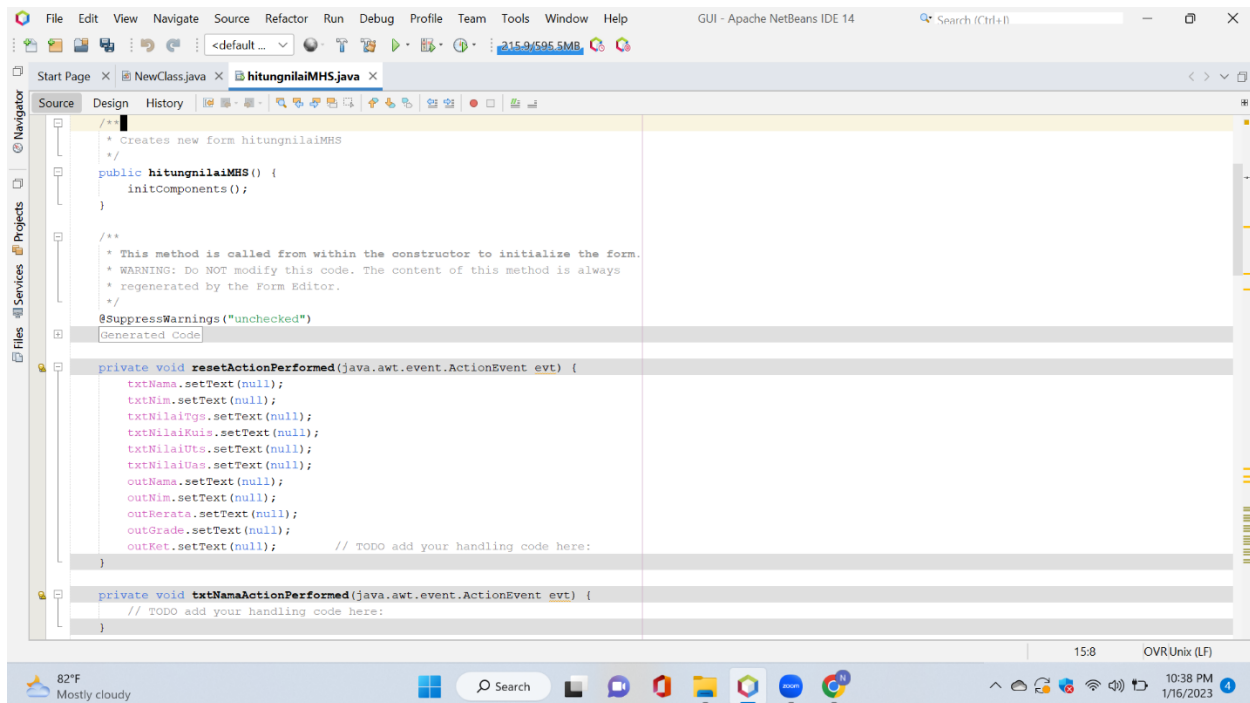 File Edit View Navigate Source Refactor Run Debug Profile Team Tools Window Help GUI - Apache NetBeans IDE 14 Search (Ctrl+I)
<default ... 215.9/595.5MB
Start Page NewClass.java hitungnilaiMHS.java
Source Design History
Navigator
Projects
Services
Files
/**
* Creates new form hitungnilaiMHS
*/
public hitungnilaiMHS() {
initComponents();
}
/**
* This method is called from within the constructor to initialize the form.
* WARNING: Do NOT modify this code. The content of this method is always
* regenerated by the Form Editor.
*/
@SuppressWarnings("unchecked")
Generated Code
private void resetActionPerformed(java.awt.event.ActionEvent evt) {
txtNama.setText(null);
txtNim.setText(null);
txtNilaiTgs.setText(null);
txtNilaiKuis.setText(null);
txtNilaiUts.setText(null);
txtNilaiUas.setText(null);
outNama.setText(null);
outNim.setText(null);
outRerata.setText(null);
outGrade.setText(null);
outKet.setText(null); // TODO add your handling code here:
}
private void txtNamaActionPerformed(java.awt.event.ActionEvent evt) {
// TODO add your handling code here:
}
15:8 OVR Unix (LF)
82°F
Mostly cloudy
Search
zoom
N
10:38 PM
1/16/2023
4